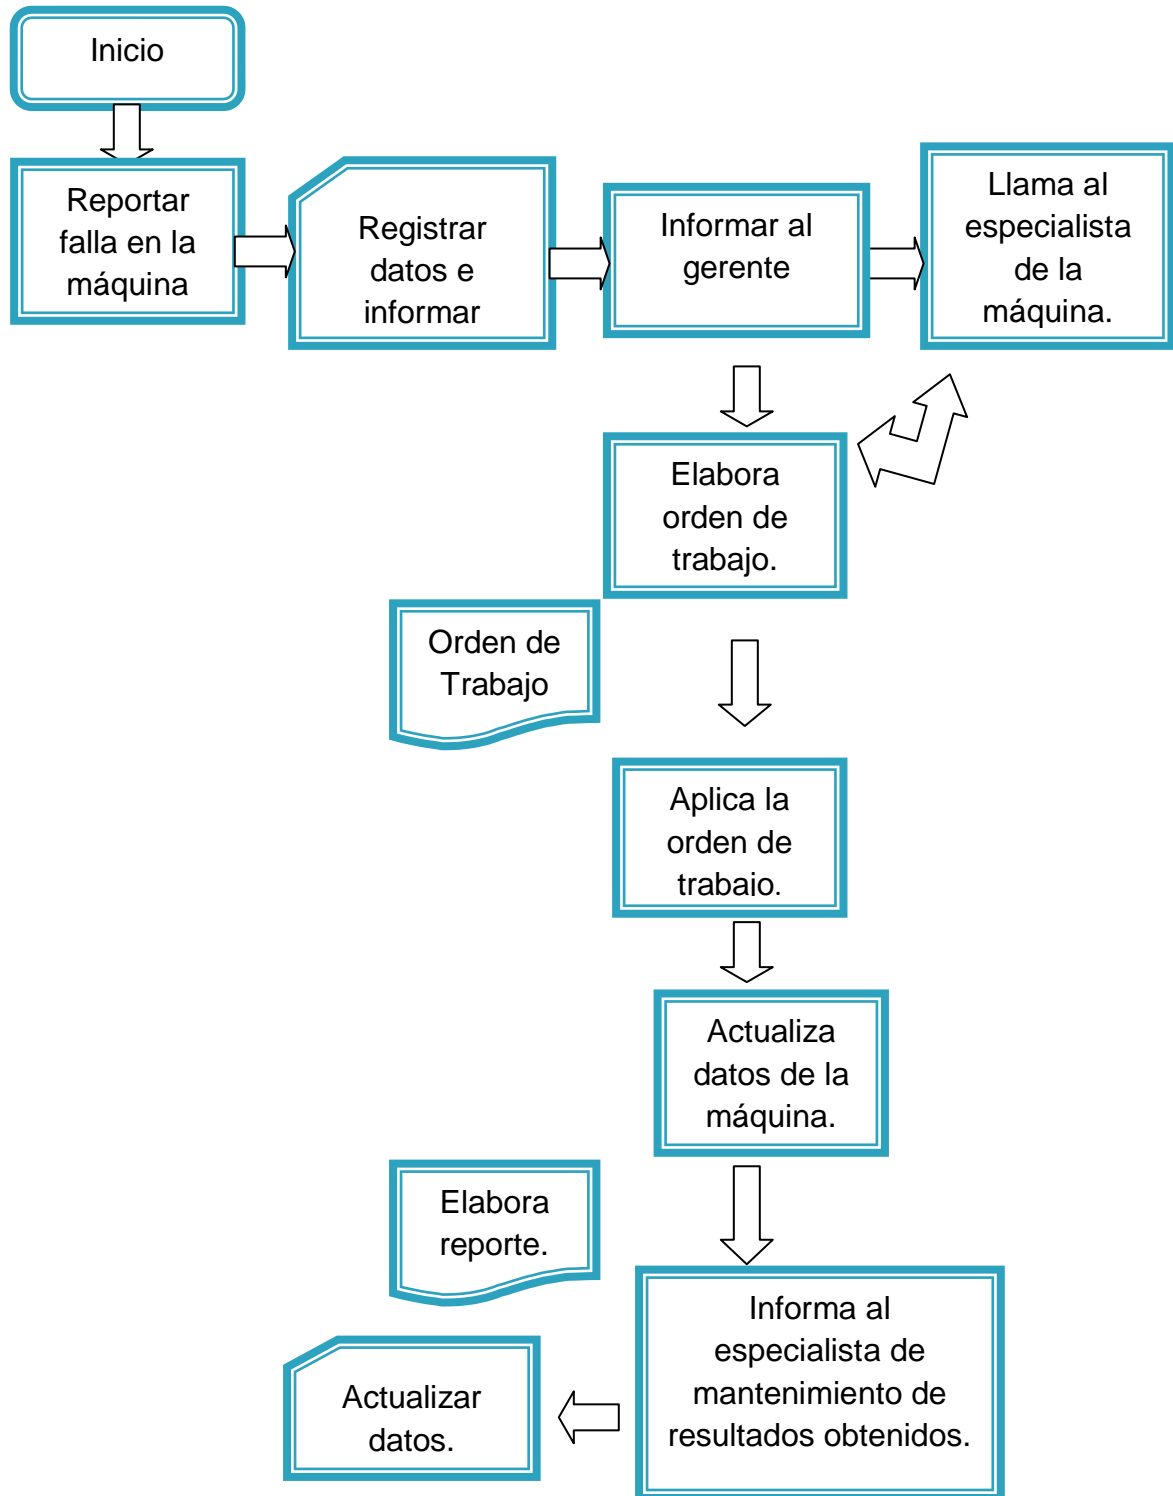 Inicio
Reportar
falla en la
máquina
Registrar
datos e
informar
Informar al
gerente
Llama al
especialista
de la
máquina.
Elabora
orden de
trabajo.
Orden de
Trabajo
Aplica la
orden de
trabajo.
Actualiza
datos de la
máquina.
Elabora
reporte.
Informa al
especialista de
mantenimiento de
resultados obtenidos.
Actualizar
datos.